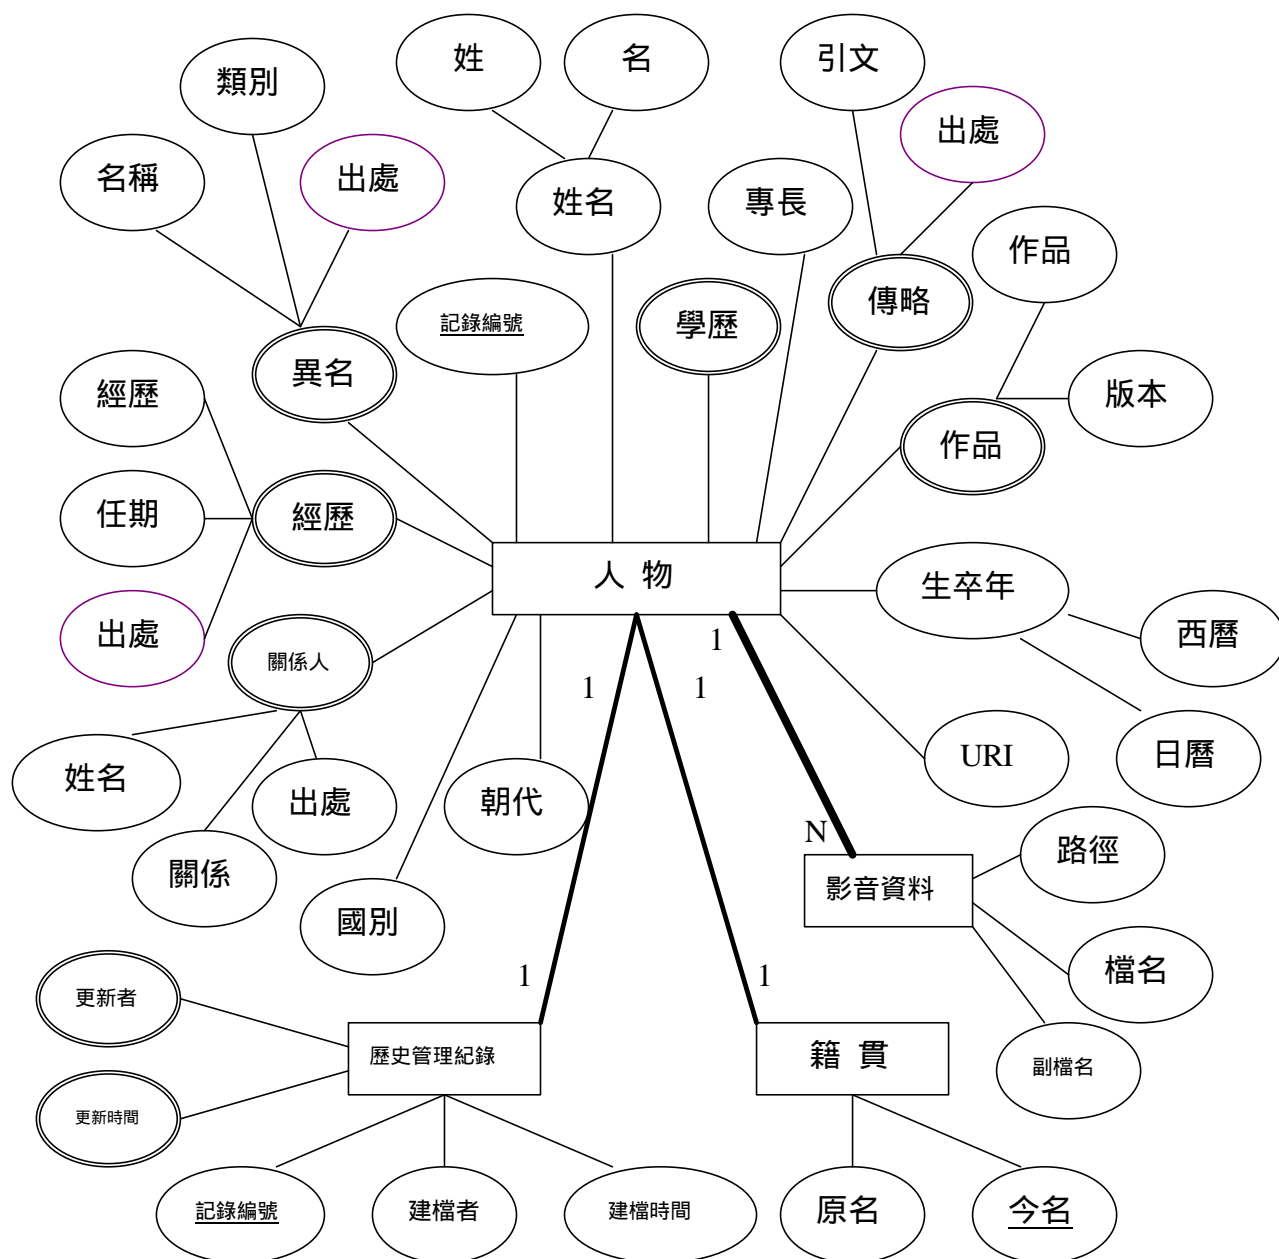 姓
名
引文
類別
出處
名稱
出處
姓名
專長
作品
傳略
記錄編號
學歷
異名
經歷
版本
作品
任期
經歷
人 物
生卒年
出處
西曆
1
關係人
1
1
URI
日曆
姓名
出處
朝代
N
路徑
關係
影音資料
國別
1
1
檔名
更新者
歷史管理紀錄
籍 貫
副檔名
更新時間
記錄編號
建檔者
建檔時間
原名
今名